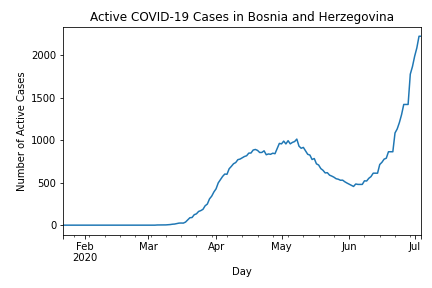 Active COVID-19 Cases in Bosnia and Herzegovina
Number of Active Cases
2000
1500
1000
500
0
Feb Mar Apr May Jun Jul
2020
Day